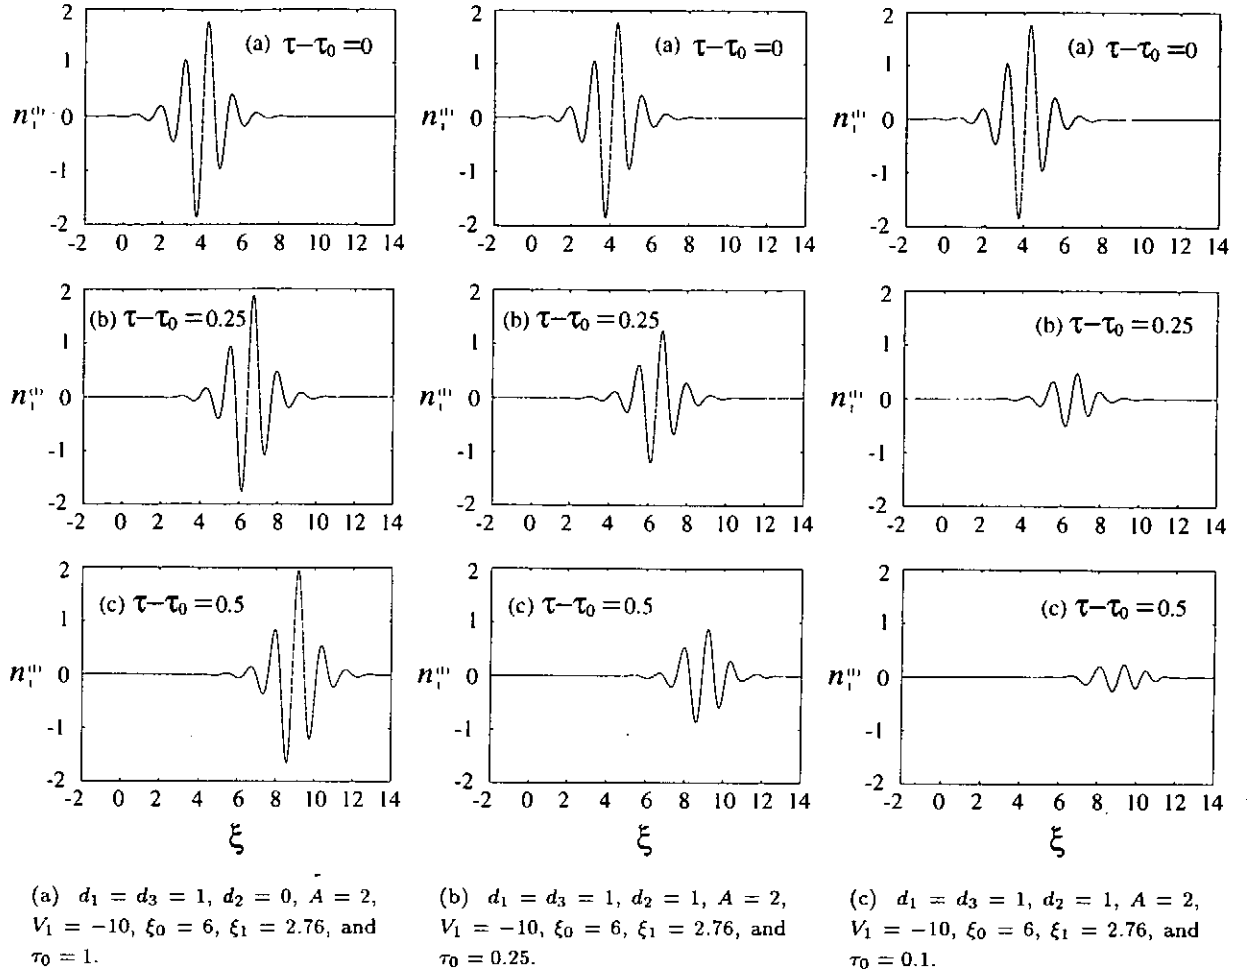 2
1
0
-1
-2
n₁⁽¹⁾
(a) τ−τ₀ =0
-2 0 2 4 6 8 10 12 14
2
1
0
-1
-2
n₁⁽¹⁾
(a) τ−τ₀ =0
-2 0 2 4 6 8 10 12 14
2
1
0
-1
-2
n₁⁽¹⁾
(a) τ−τ₀ =0
-2 0 2 4 6 8 10 12 14
2
1
0
-1
-2
n₁⁽¹⁾
(b) τ−τ₀ =0.25
-2 0 2 4 6 8 10 12 14
2
1
0
-1
-2
n₁⁽¹⁾
(b) τ−τ₀ =0.25
-2 0 2 4 6 8 10 12 14
2
1
0
-1
-2
n₁⁽¹⁾
(b) τ−τ₀ =0.25
-2 0 2 4 6 8 10 12 14
2
1
0
-1
-2
n₁⁽¹⁾
(c) τ−τ₀ =0.5
-2 0 2 4 6 8 10 12 14
ξ
2
1
0
-1
-2
n₁⁽¹⁾
(c) τ−τ₀ =0.5
-2 0 2 4 6 8 10 12 14
ξ
2
1
0
-1
-2
n₁⁽¹⁾
(c) τ−τ₀ =0.5
-2 0 2 4 6 8 10 12 14
ξ
(a) d₁ = d₃ = 1, d₂ = 0, A = 2,
V₁ = −10, ξ₀ = 6, ξ₁ = 2.76, and
τ₀ = 1.
(b) d₁ = d₃ = 1, d₂ = 1, A = 2,
V₁ = −10, ξ₀ = 6, ξ₁ = 2.76, and
τ₀ = 0.25.
(c) d₁ = d₃ = 1, d₂ = 1, A = 2,
V₁ = −10, ξ₀ = 6, ξ₁ = 2.76, and
τ₀ = 0.1.